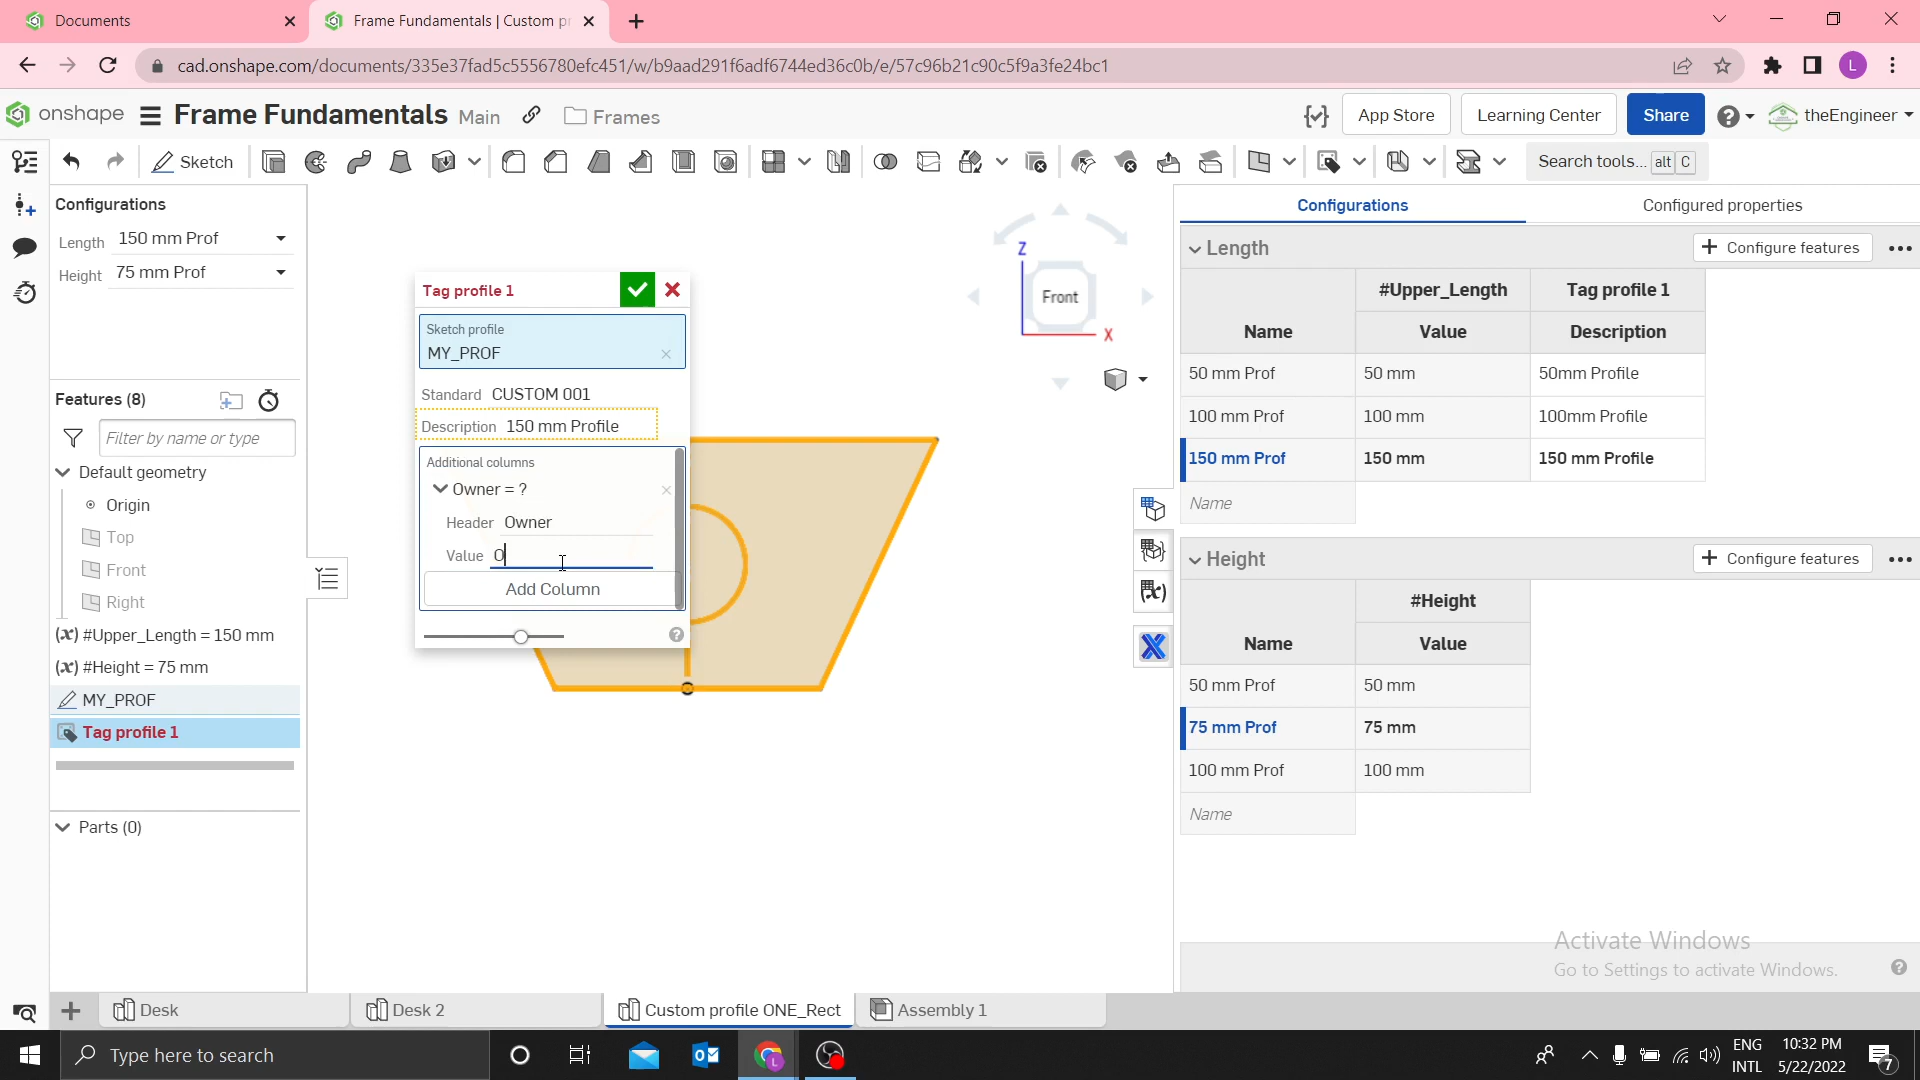 Documents
Frame Fundamentals | Custom pr
cad.onshape.com/documents/335e37fad5c5556780efc451/w/b9aad291f6adf6744ed36c0b/e/57c96b21c90c5f9a3fe24bc1
L
onshape Frame Fundamentals Main Frames
App Store Learning Center Share theEngineer
Sketch
Search tools... alt C
Configurations
Length 150 mm Prof
Height 75 mm Prof
Features (8)
Filter by name or type
Default geometry
Origin
Top
Front
Right
(x) #Upper_Length = 150 mm
(x) #Height = 75 mm
MY_PROF
Tag profile 1
Parts (0)
Tag profile 1
Sketch profile
MY_PROF
Standard CUSTOM 001
Description 150 mm Profile
Additional columns
Owner = ?
Header Owner
Value O
Add Column
Z
Front
X
Configurations Configured properties
Length + Configure features
#Upper_Length Tag profile 1
Name Value Description
50 mm Prof 50 mm 50mm Profile
100 mm Prof 100 mm 100mm Profile
150 mm Prof 150 mm 150 mm Profile
Name
Height + Configure features
#Height
Name Value
50 mm Prof 50 mm
75 mm Prof 75 mm
100 mm Prof 100 mm
Name
Activate Windows
Go to Settings to activate Windows.
Desk
Desk 2
Custom profile ONE_Rect
Assembly 1
Type here to search
ENG
INTL
10:32 PM
5/22/2022
7